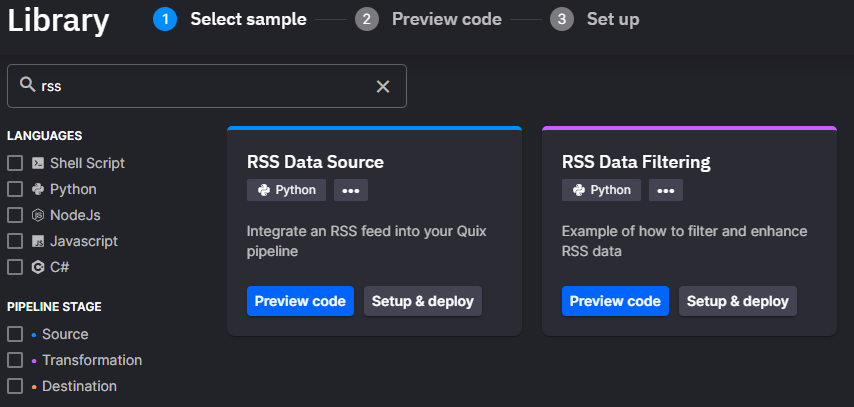 Library
1 Select sample
2 Preview code
3 Set up
rss
LANGUAGES
Shell Script
Python
NodeJs
Javascript
C#
PIPELINE STAGE
Source
Transformation
Destination
RSS Data Source
Python
Integrate an RSS feed into your Quix
pipeline
Preview code
Setup & deploy
RSS Data Filtering
Python
Example of how to filter and enhance
RSS data
Preview code
Setup & deploy